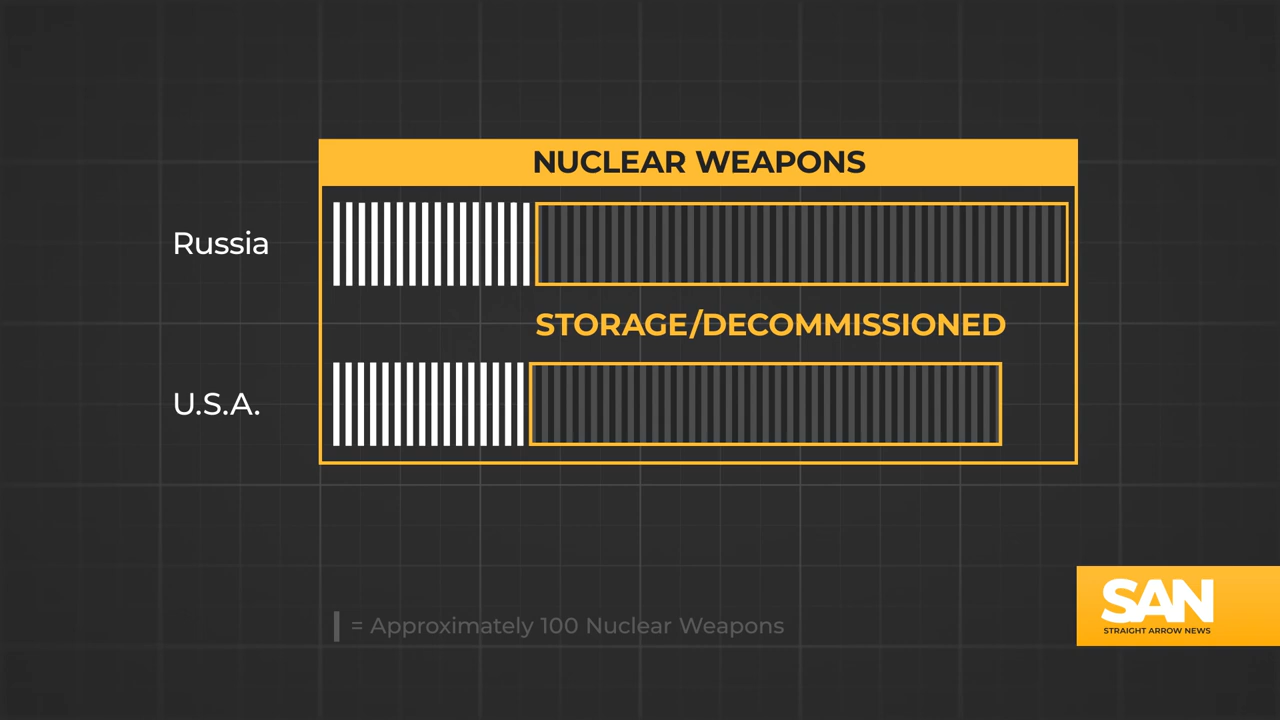 NUCLEAR WEAPONS
Russia
STORAGE/DECOMMISSIONED
U.S.A.
= Approximately 100 Nuclear Weapons
SAN
STRAIGHT ARROW NEWS